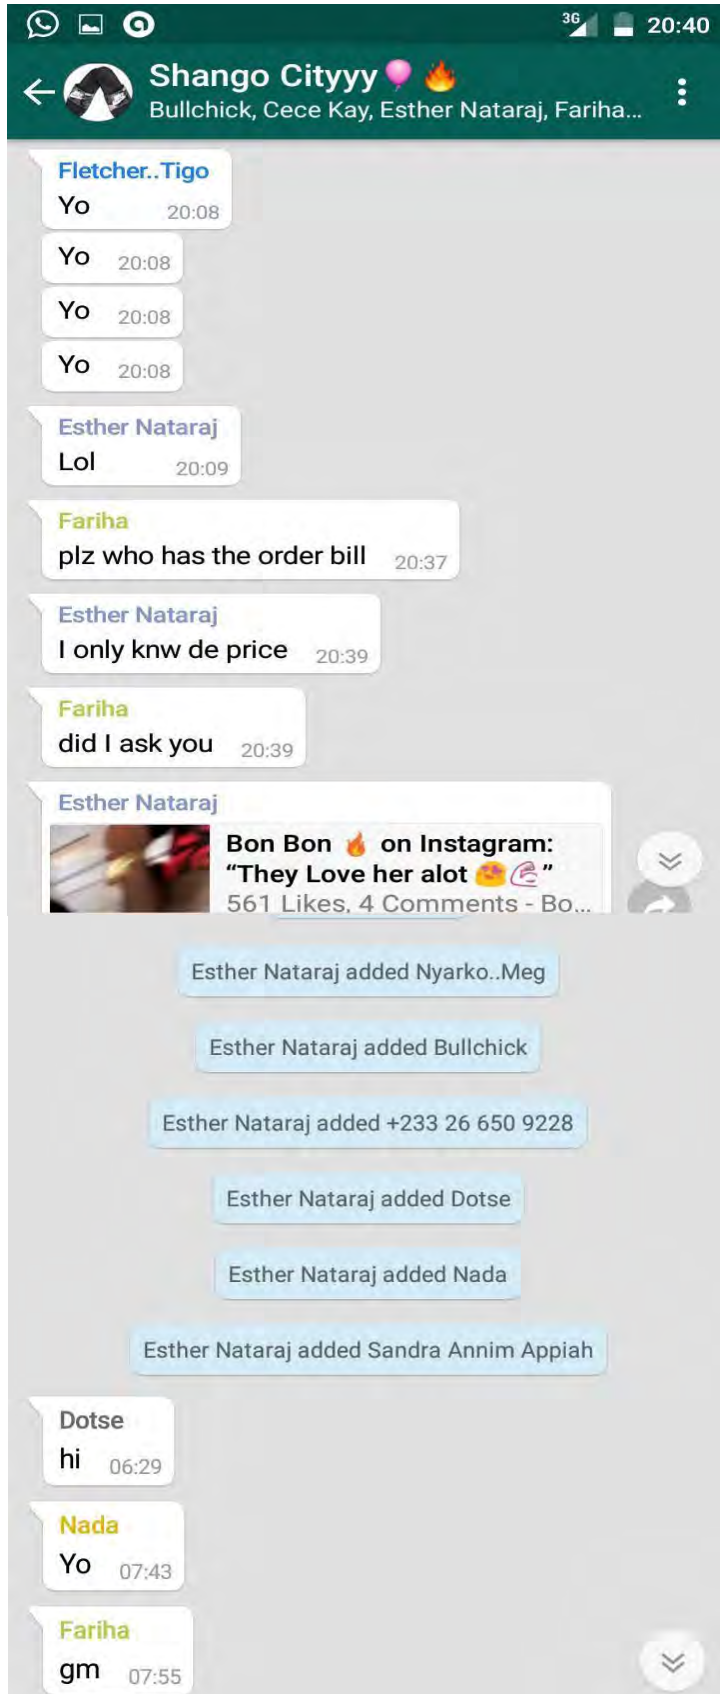 3G 20:40
Shango Cityyy🎈🔥
Bullchick, Cece Kay, Esther Nataraj, Fariha...
Fletcher..Tigo
Yo 20:08
Yo 20:08
Yo 20:08
Yo 20:08
Esther Nataraj
Lol 20:09
Fariha
plz who has the order bill 20:37
Esther Nataraj
I only knw de price 20:39
Fariha
did I ask you 20:39
Esther Nataraj
Bon Bon 🔥 on Instagram:
“They Love her alot 😍💪”
561 Likes, 4 Comments - Bo...
Esther Nataraj added Nyarko..Meg
Esther Nataraj added Bullchick
Esther Nataraj added +233 26 650 9228
Esther Nataraj added Dotse
Esther Nataraj added Nada
Esther Nataraj added Sandra Annim Appiah
Dotse
hi 06:29
Nada
Yo 07:43
Fariha
gm 07:55